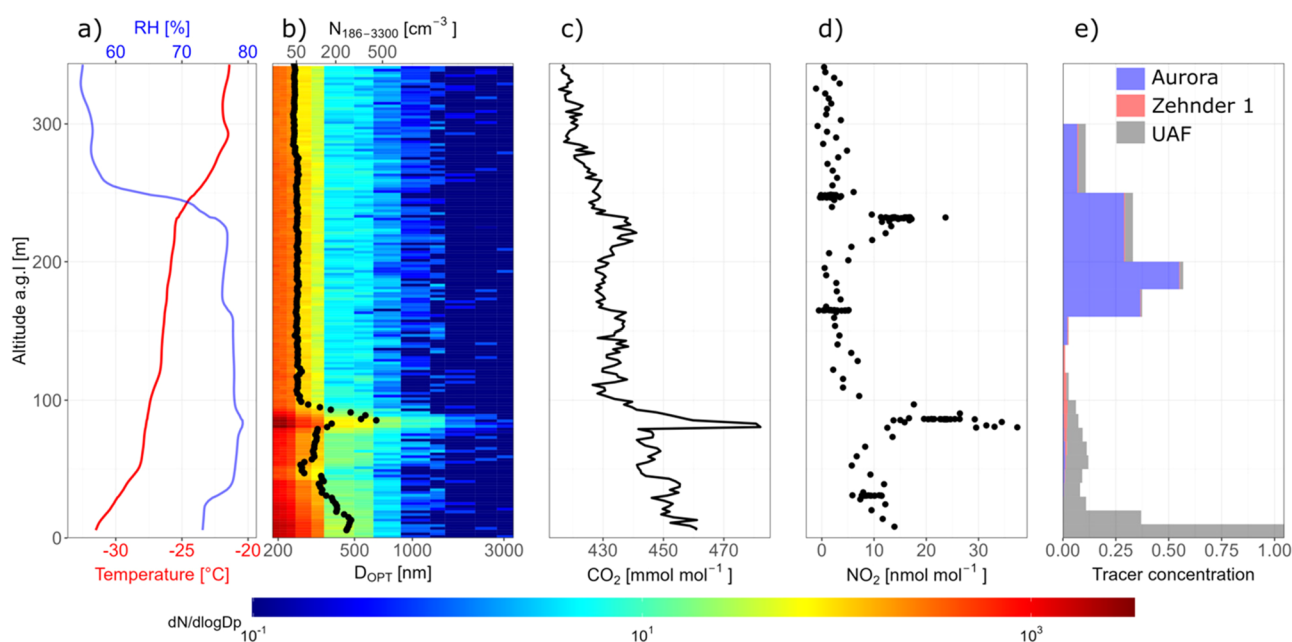 a) RH [%]
60 70 80
b) N186−3300 [cm−3]
50 200 500
c)
d)
e)
Aurora
Zehnder 1
UAF
Altitude a.g.l [m]
300
200
100
0
-30 -25 -20
Temperature [°C]
200 500 1000 3000
DOPT [nm]
430 450 470
CO2 [mmol mol−1]
0 10 20 30
NO2 [nmol mol−1]
0.00 0.25 0.50 0.75 1.00
Tracer concentration
dN/dlogDp
10-1 101 103